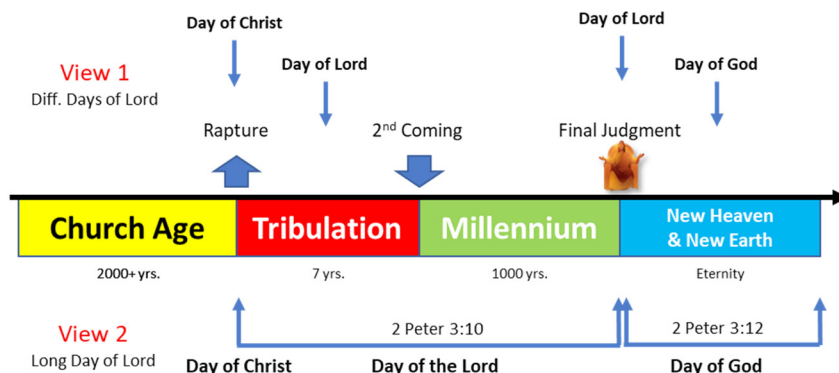 Day of Christ
Day of Lord
View 1
Day of Lord
Day of God
Diff. Days of Lord
Rapture
2nd Coming
Final Judgment
Church Age
Tribulation
Millennium
New Heaven
& New Earth
2000+ yrs.
7 yrs.
1000 yrs.
Eternity
View 2
2 Peter 3:10
2 Peter 3:12
Long Day of Lord
Day of Christ
Day of the Lord
Day of God